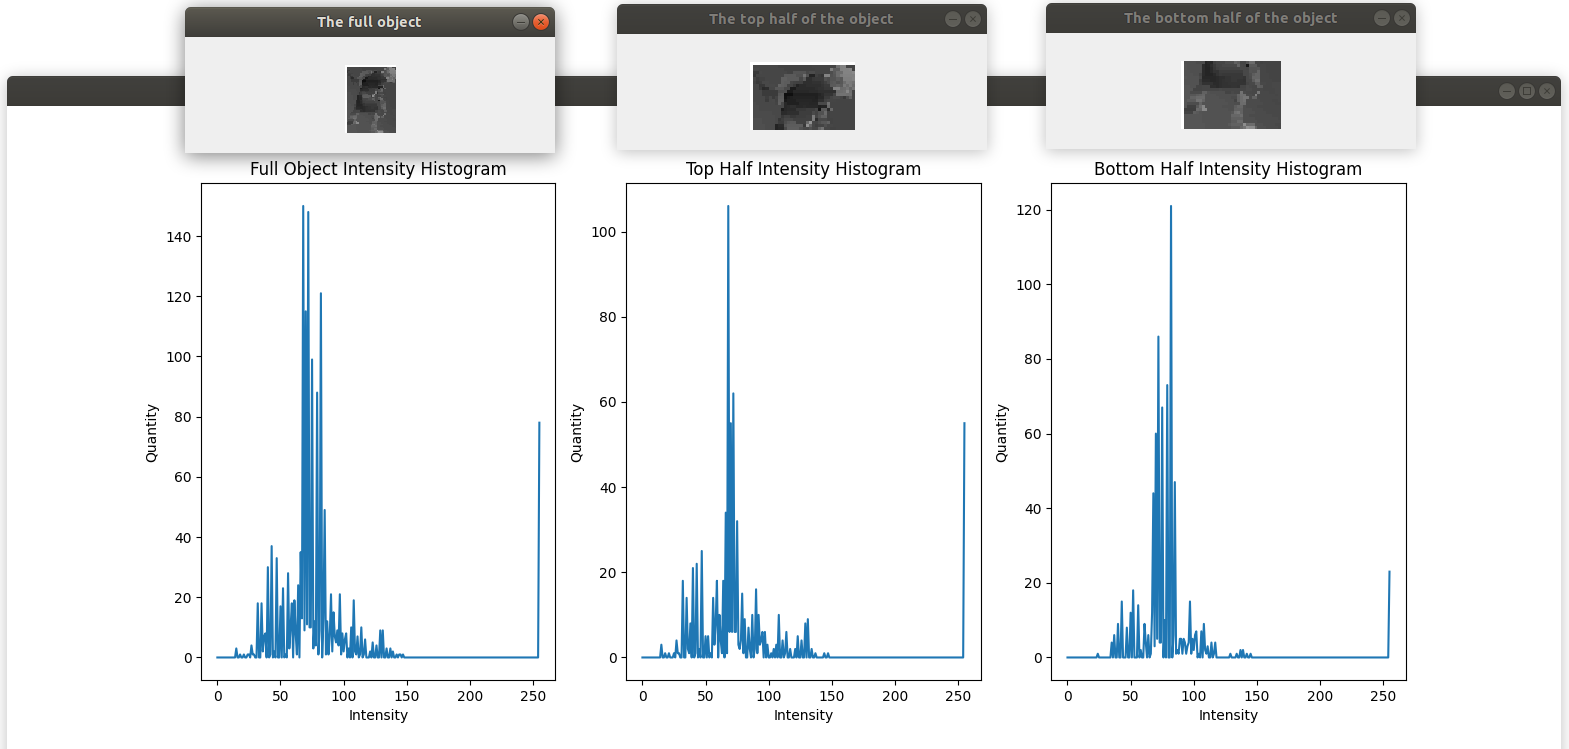 The full object
The top half of the object
The bottom half of the object
Full Object Intensity Histogram
Top Half Intensity Histogram
Bottom Half Intensity Histogram
140
120
100
80
60
40
20
0
Quantity
0 50 100 150 200 250
Intensity
100
80
60
40
20
0
Quantity
0 50 100 150 200 250
Intensity
120
100
80
60
40
20
0
Quantity
0 50 100 150 200 250
Intensity